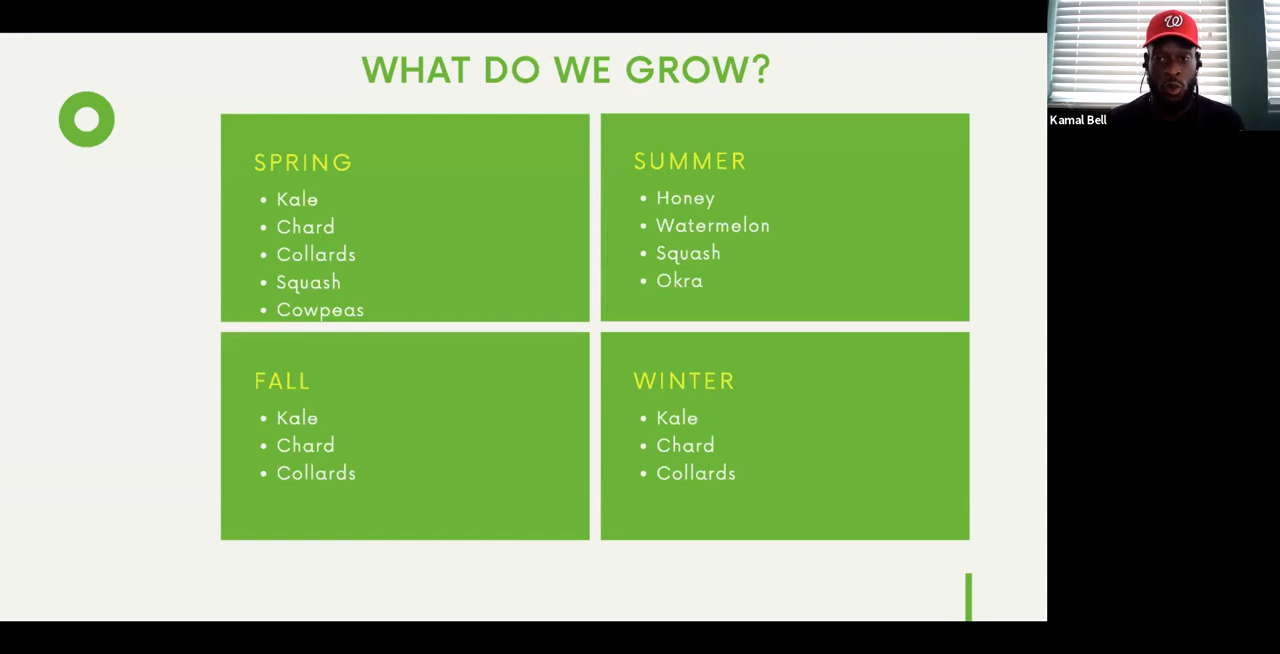 WHAT DO WE GROW?
SPRING
• Kale
• Chard
• Collards
• Squash
• Cowpeas
SUMMER
• Honey
• Watermelon
• Squash
• Okra
FALL
• Kale
• Chard
• Collards
WINTER
• Kale
• Chard
• Collards
W
Kamal Bell